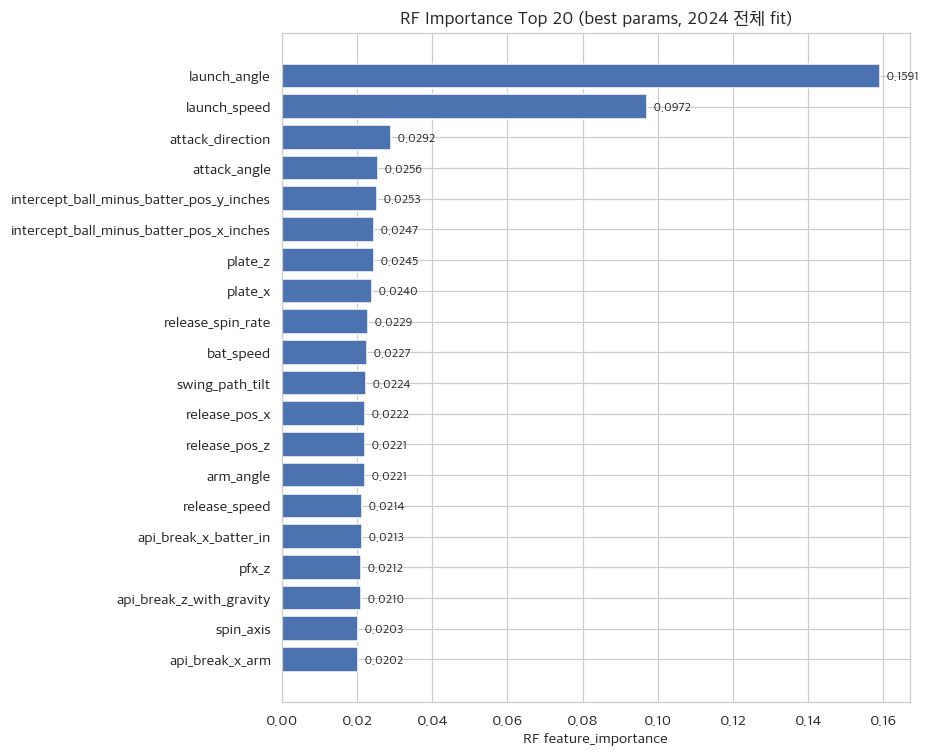 RF Importance Top 20 (best params, 2024 전체 fit)
launch_angle 0.1591
launch_speed 0.0972
attack_direction 0.0292
attack_angle 0.0256
intercept_ball_minus_batter_pos_y_inches 0.0253
intercept_ball_minus_batter_pos_x_inches 0.0247
plate_z 0.0245
plate_x 0.0240
release_spin_rate 0.0229
bat_speed 0.0227
swing_path_tilt 0.0224
release_pos_x 0.0222
release_pos_z 0.0221
arm_angle 0.0221
release_speed 0.0214
api_break_x_batter_in 0.0213
pfx_z 0.0212
api_break_z_with_gravity 0.0210
spin_axis 0.0203
api_break_x_arm 0.0202
0.00 0.02 0.04 0.06 0.08 0.10 0.12 0.14 0.16
RF feature_importance